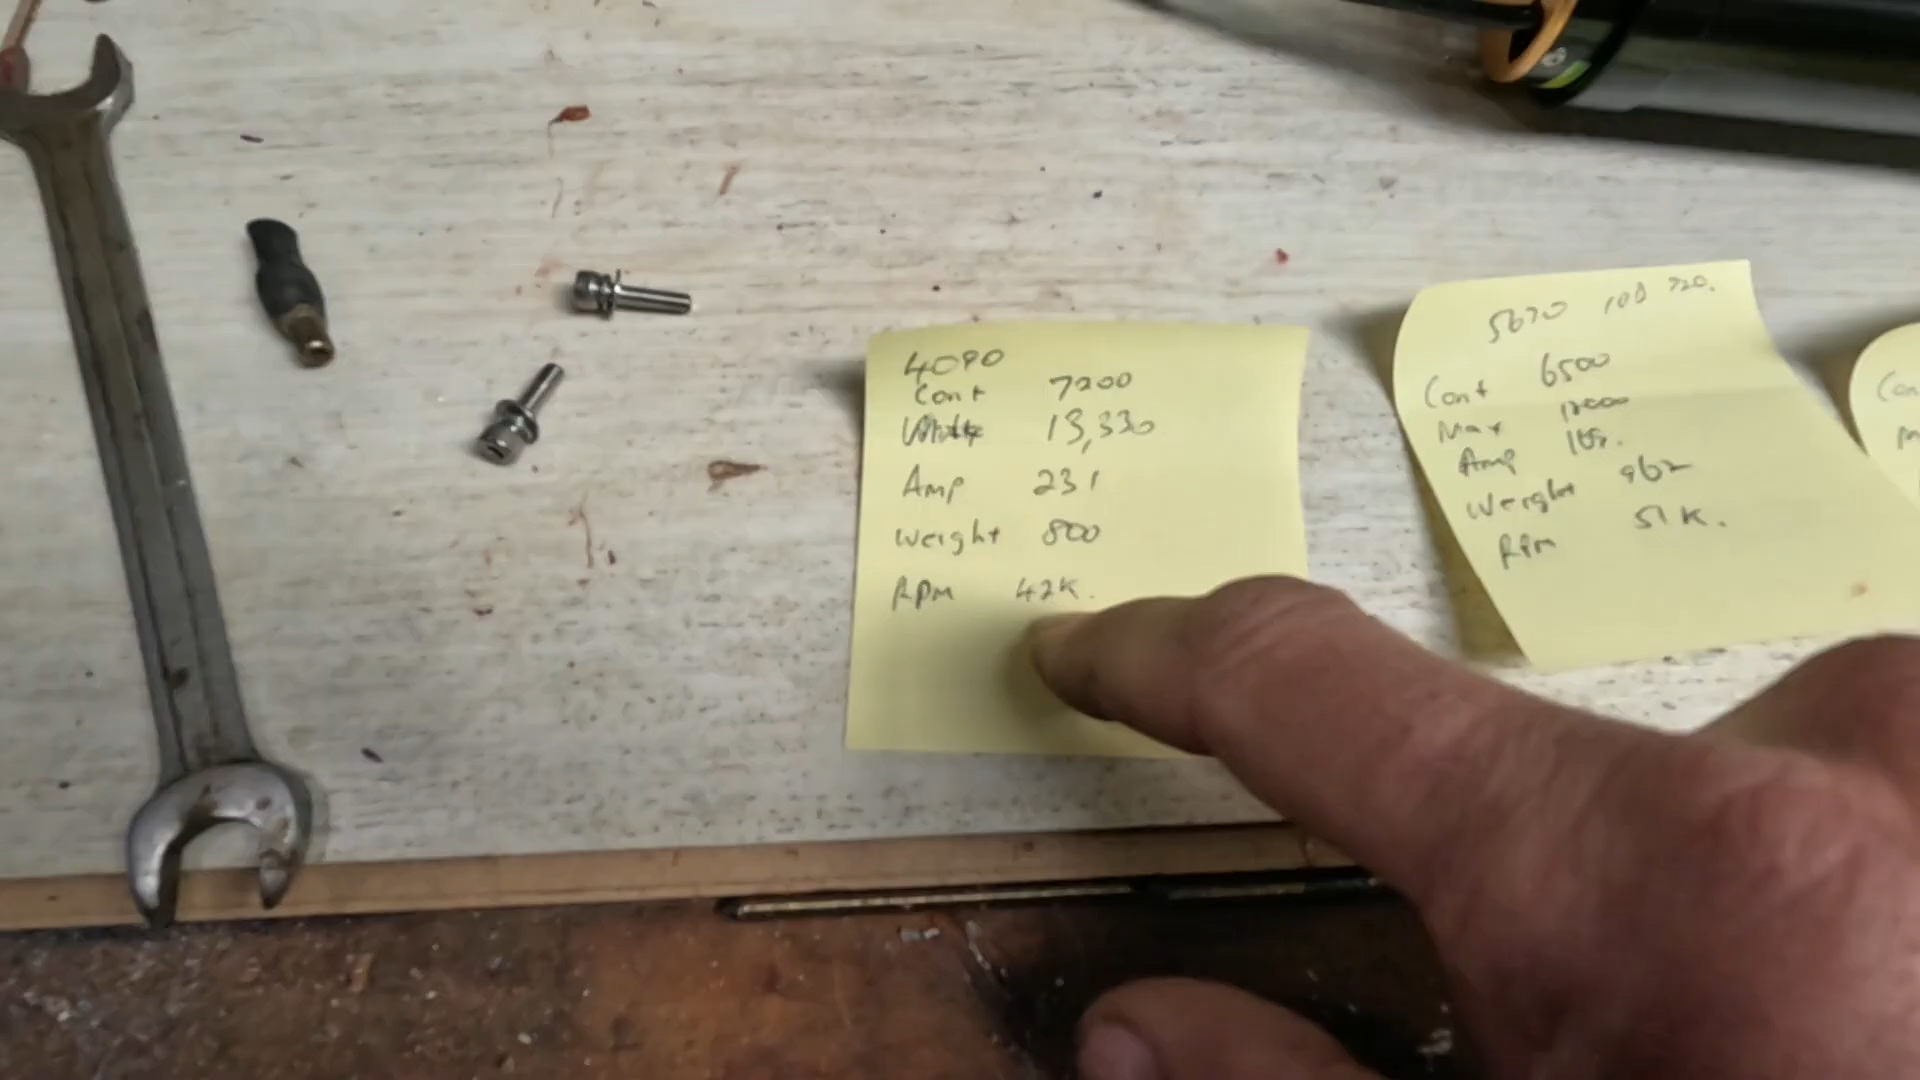 4090
Cont 7200
13,330
Amp 231
Weight 800
RPM 42K.
5670
Cont 6500
Max 12000
Amp
Weight 962
RPM 51K.